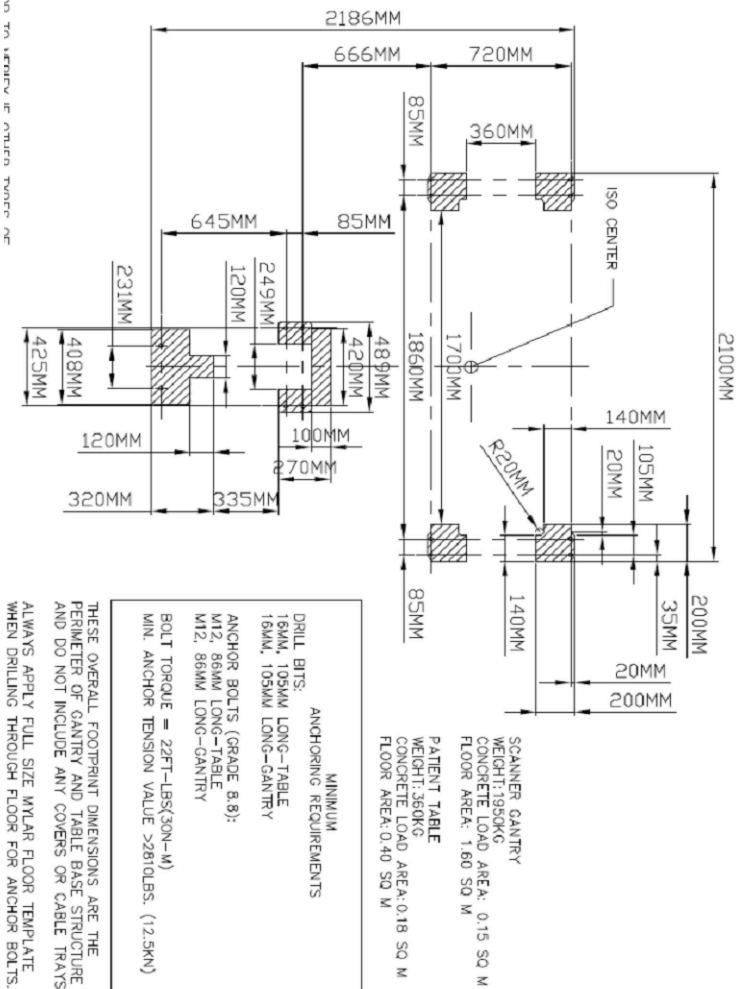 2186MM
666MM
720MM
85MM
360MM
ISO CENTER
645MM
85MM
2100MM
231MM
120MM
249MM
425MM
408MM
420MM
489MM
1860MM
1700MM
140MM
105MM
20MM
R20MM
120MM
100MM
270MM
320MM
335MM
85MM
140MM
35MM
200MM
20MM
200MM
SCANNER GANTRY
WEIGHT:1950KG
CONCRETE LOAD AREA: 0.15 SQ M
FLOOR AREA: 1.60 SQ M
PATIENT TABLE
WEIGHT:360KG
CONCRETE LOAD AREA:0.18 SQ M
FLOOR AREA:0.40 SQ M
MINIMUM
ANCHORING REQUIREMENTS
DRILL BITS:
16MM, 105MM LONG-TABLE
16MM, 105MM LONG-GANTRY
ANCHOR BOLTS (GRADE 8.8):
M12, 86MM LONG-TABLE
M12, 86MM LONG-GANTRY
BOLT TORQUE = 22FT-LBS(30N-M)
MIN. ANCHOR TENSION VALUE >2810LBS. (12.5KN)
THESE OVERALL FOOTPRINT DIMENSIONS ARE THE
PERIMETER OF GANTRY AND TABLE BASE STRUCTURE
AND DO NOT INCLUDE ANY COVERS OR CABLE TRAYS
ALWAYS APPLY FULL SIZE MYLAR FLOOR TEMPLATE
WHEN DRILLING THROUGH FLOOR FOR ANCHOR BOLTS.